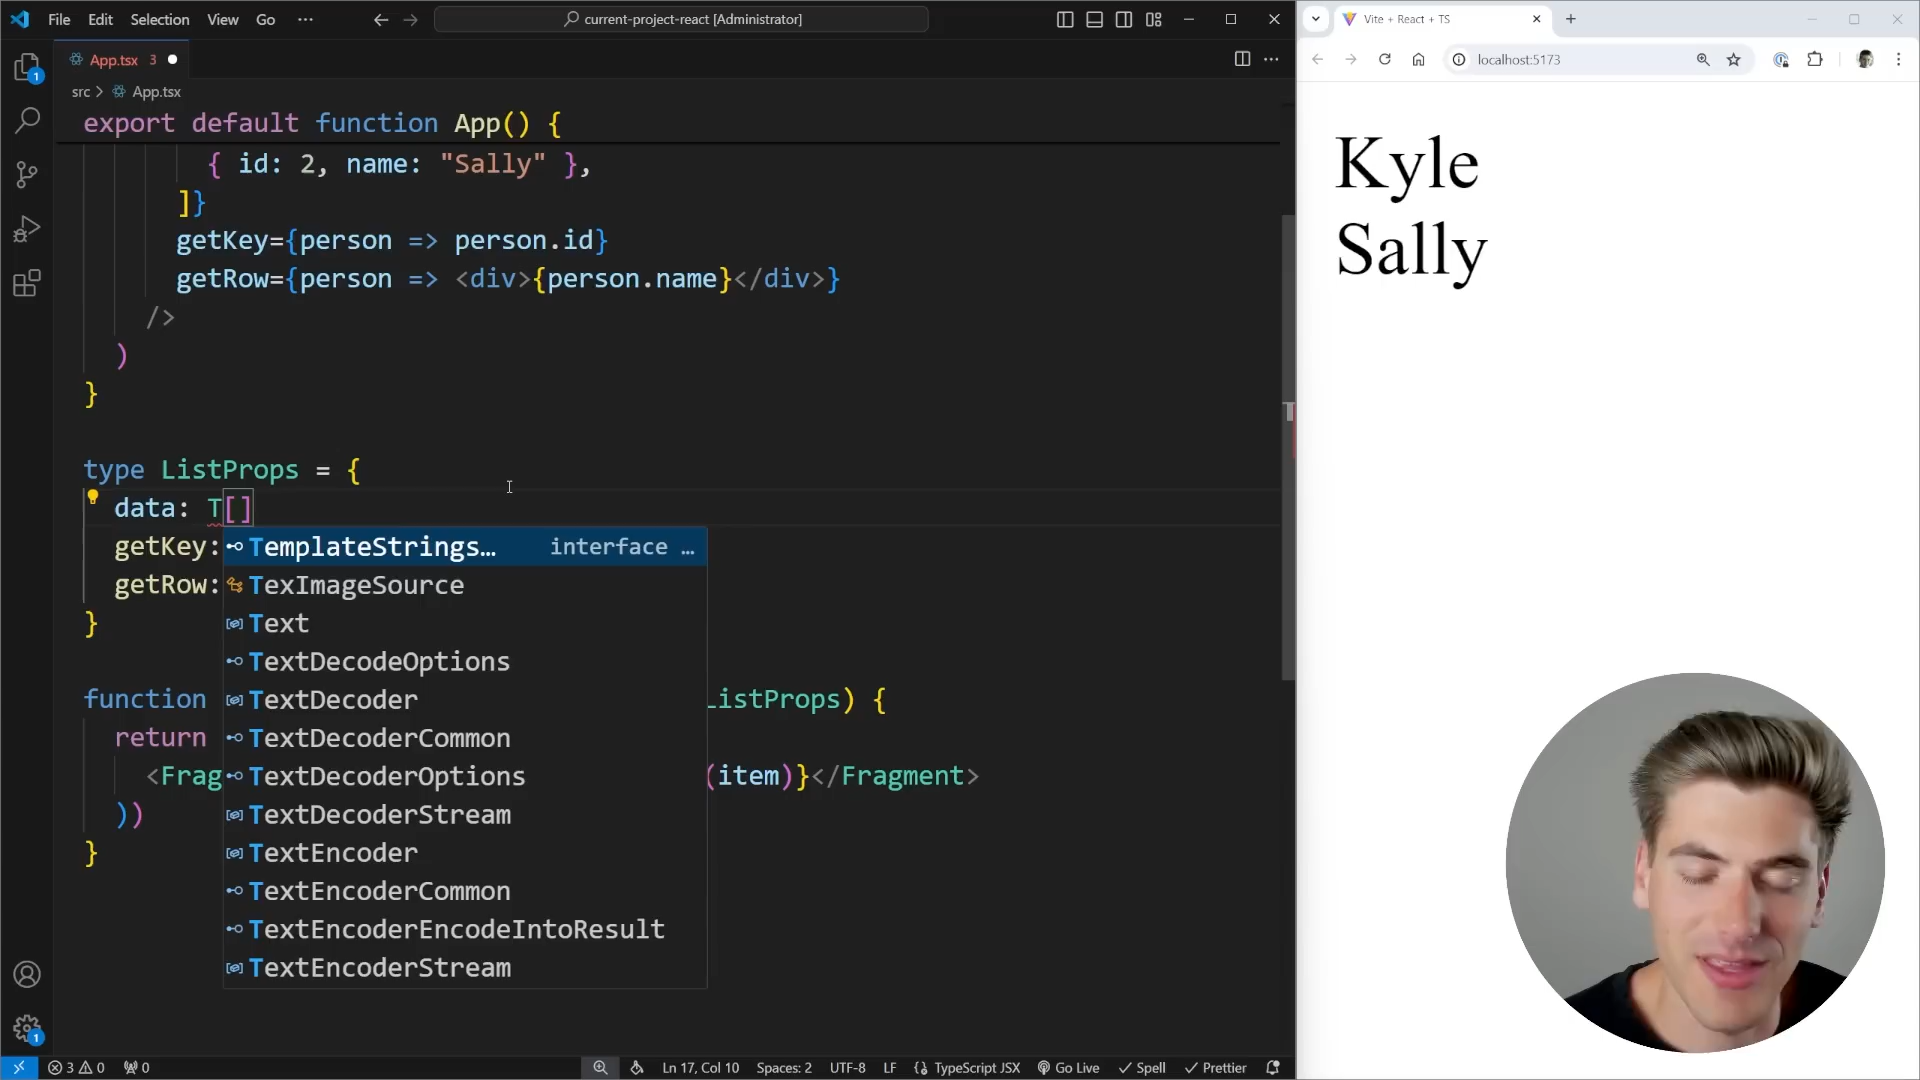 File Edit Selection View Go ···
current-project-react [Administrator]
Vite + React + TS
localhost:5173
App.tsx 3
src > App.tsx
export default function App() {
{ id: 2, name: "Sally" },
]}
getKey={person => person.id}
getRow={person => <div>{person.name}</div>}
/>
)
}
type ListProps = {
data: T[]
getKey:
getRow:
}
TemplateStrings… interface …
TexImageSource
Text
TextDecodeOptions
TextDecoder
TextDecoderCommon
TextDecoderOptions
TextDecoderStream
TextEncoder
TextEncoderCommon
TextEncoderEncodeIntoResult
TextEncoderStream
function ListProps) {
return
<Frag (item)}</Fragment>
))
}
1
1
3 0 0 Ln 17, Col 10 Spaces: 2 UTF-8 LF TypeScript JSX Go Live Spell Prettier
Kyle
Sally